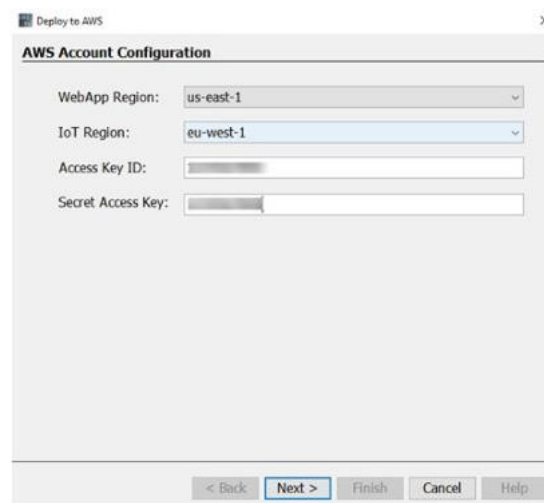 Deploy to AWS
AWS Account Configuration
WebApp Region: us-east-1
IoT Region: eu-west-1
Access Key ID:
Secret Access Key:
< Back Next > Finish Cancel Help